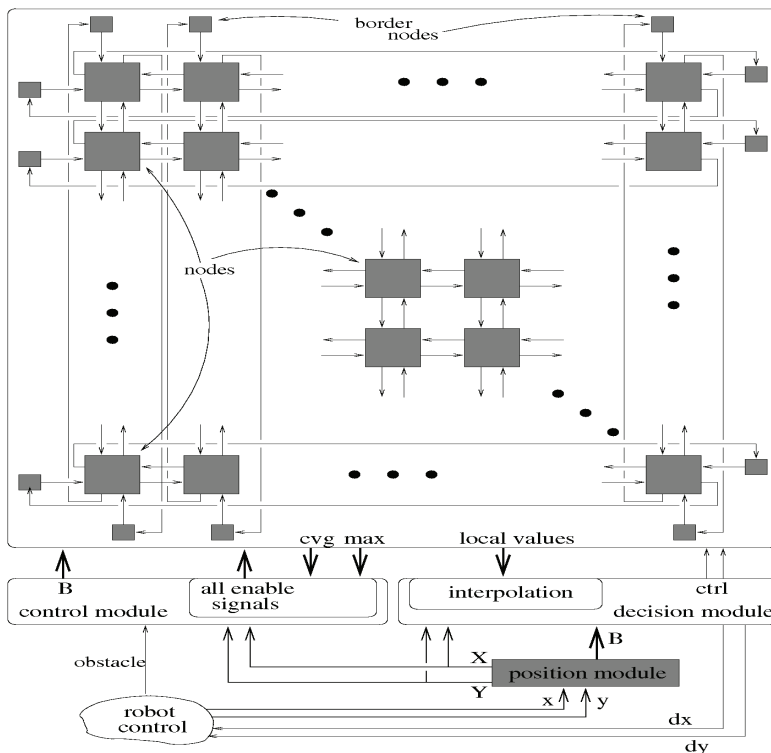 border
nodes
nodes
cvg max
local values
B
all enable
signals
control module
interpolation
ctrl
decision module
B
obstacle
X
Y
position module
x
y
robot
control
dx
dy